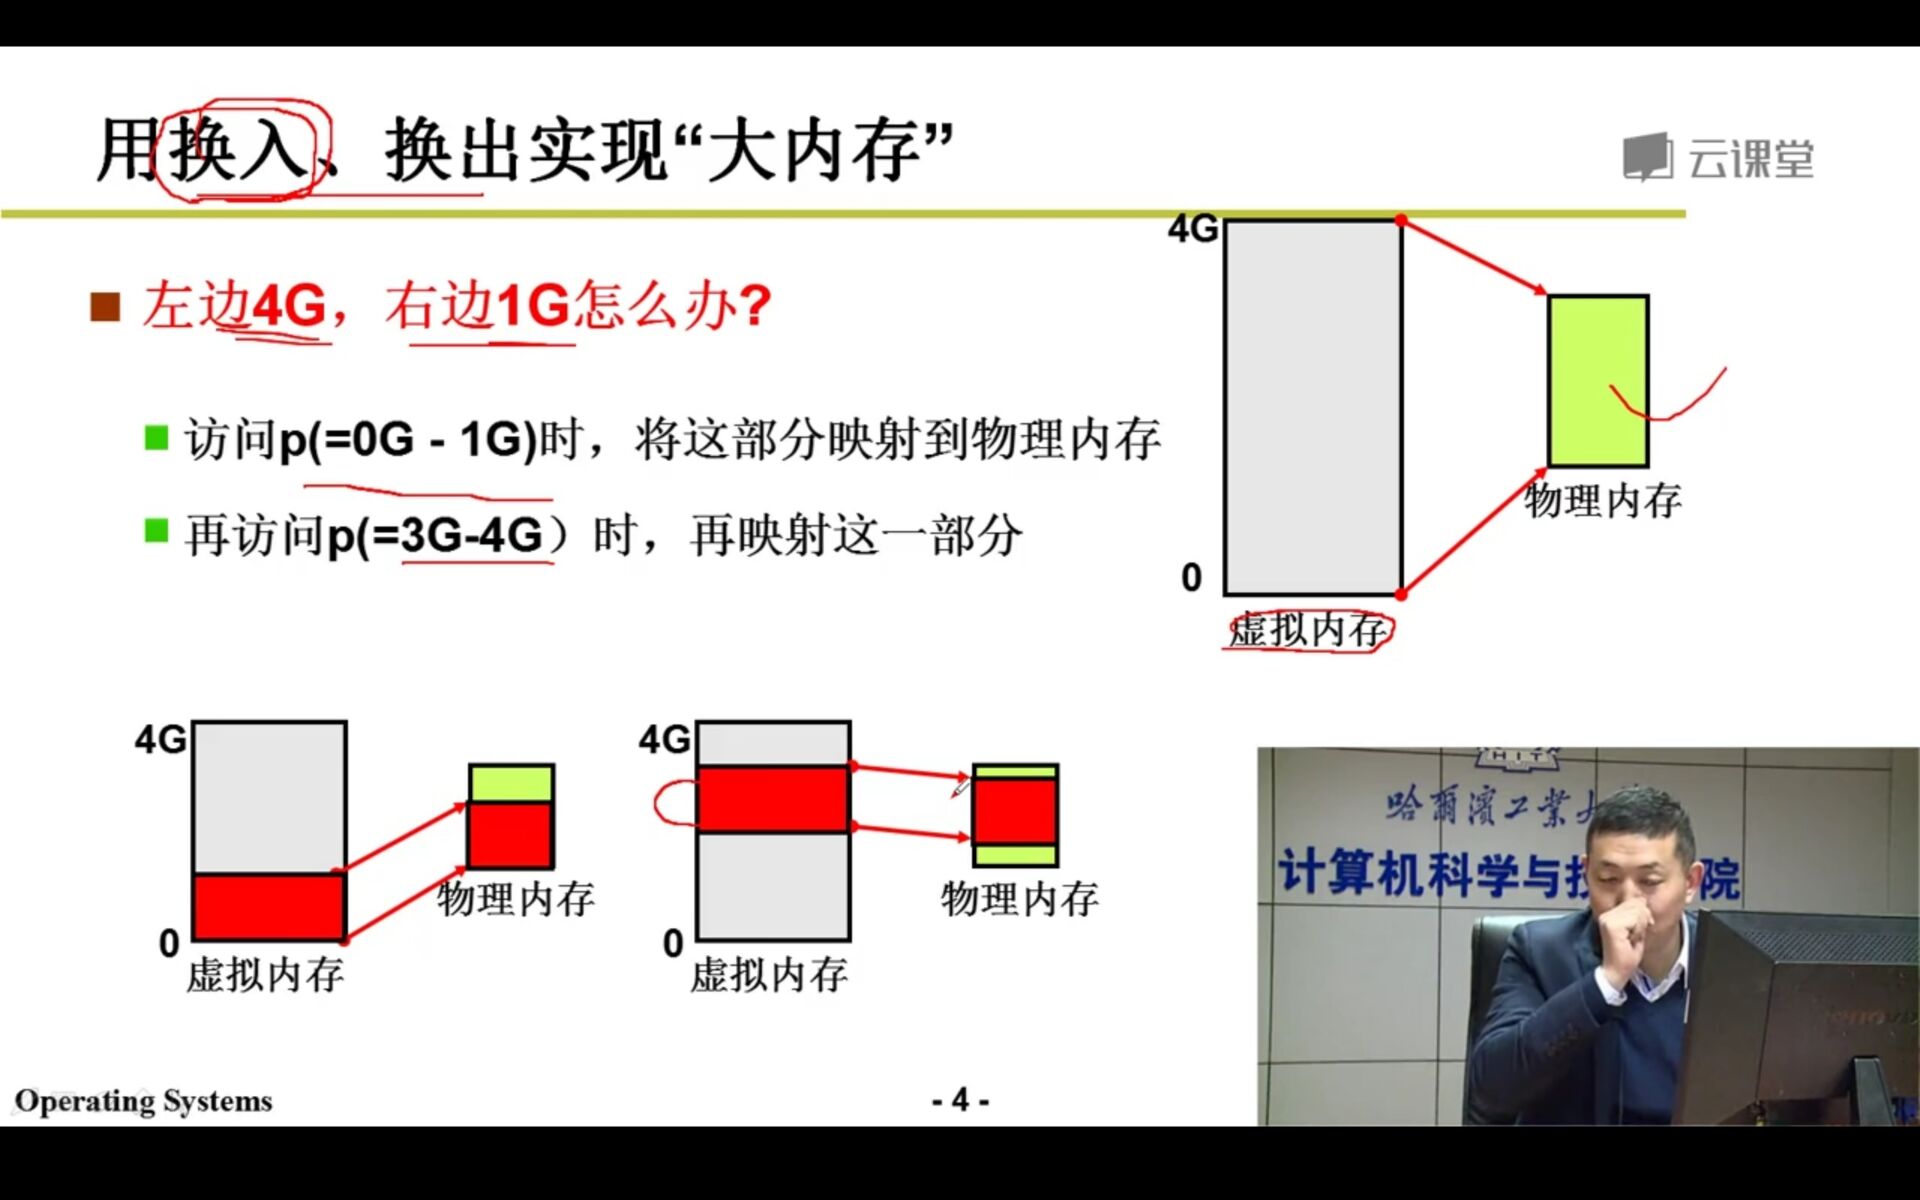 用换入、换出实现“大内存”
云课堂
左边4G，右边1G怎么办?
访问p(=0G - 1G)时，将这部分映射到物理内存
再访问p(=3G-4G）时，再映射这一部分
4G
0
虚拟内存
物理内存
4G
0
虚拟内存
物理内存
4G
0
虚拟内存
物理内存
HIT
哈爾濱工業大
计算机科学与技
院
Operating Systems
- 4 -